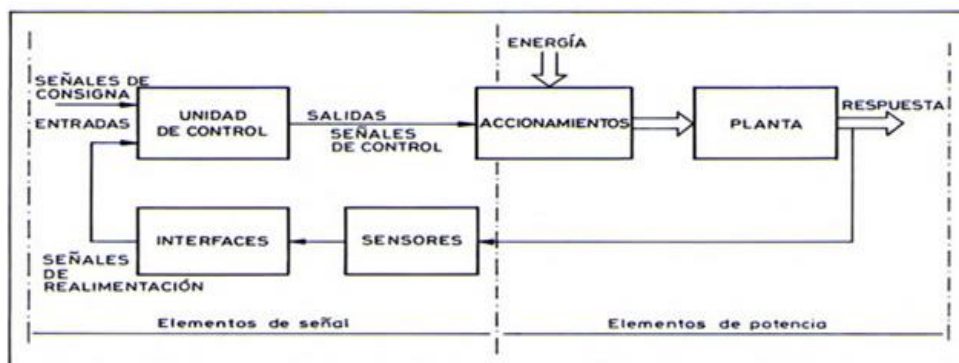 ENERGÍA
SEÑALES DE
CONSIGNA
ENTRADAS
UNIDAD
DE CONTROL
SALIDAS
SEÑALES
DE CONTROL
ACCIONAMIENTOS
PLANTA
RESPUESTA
INTERFACES
SENSORES
SEÑALES
DE
REALIMENTACIÓN
Elementos de señal
Elementos de potencia